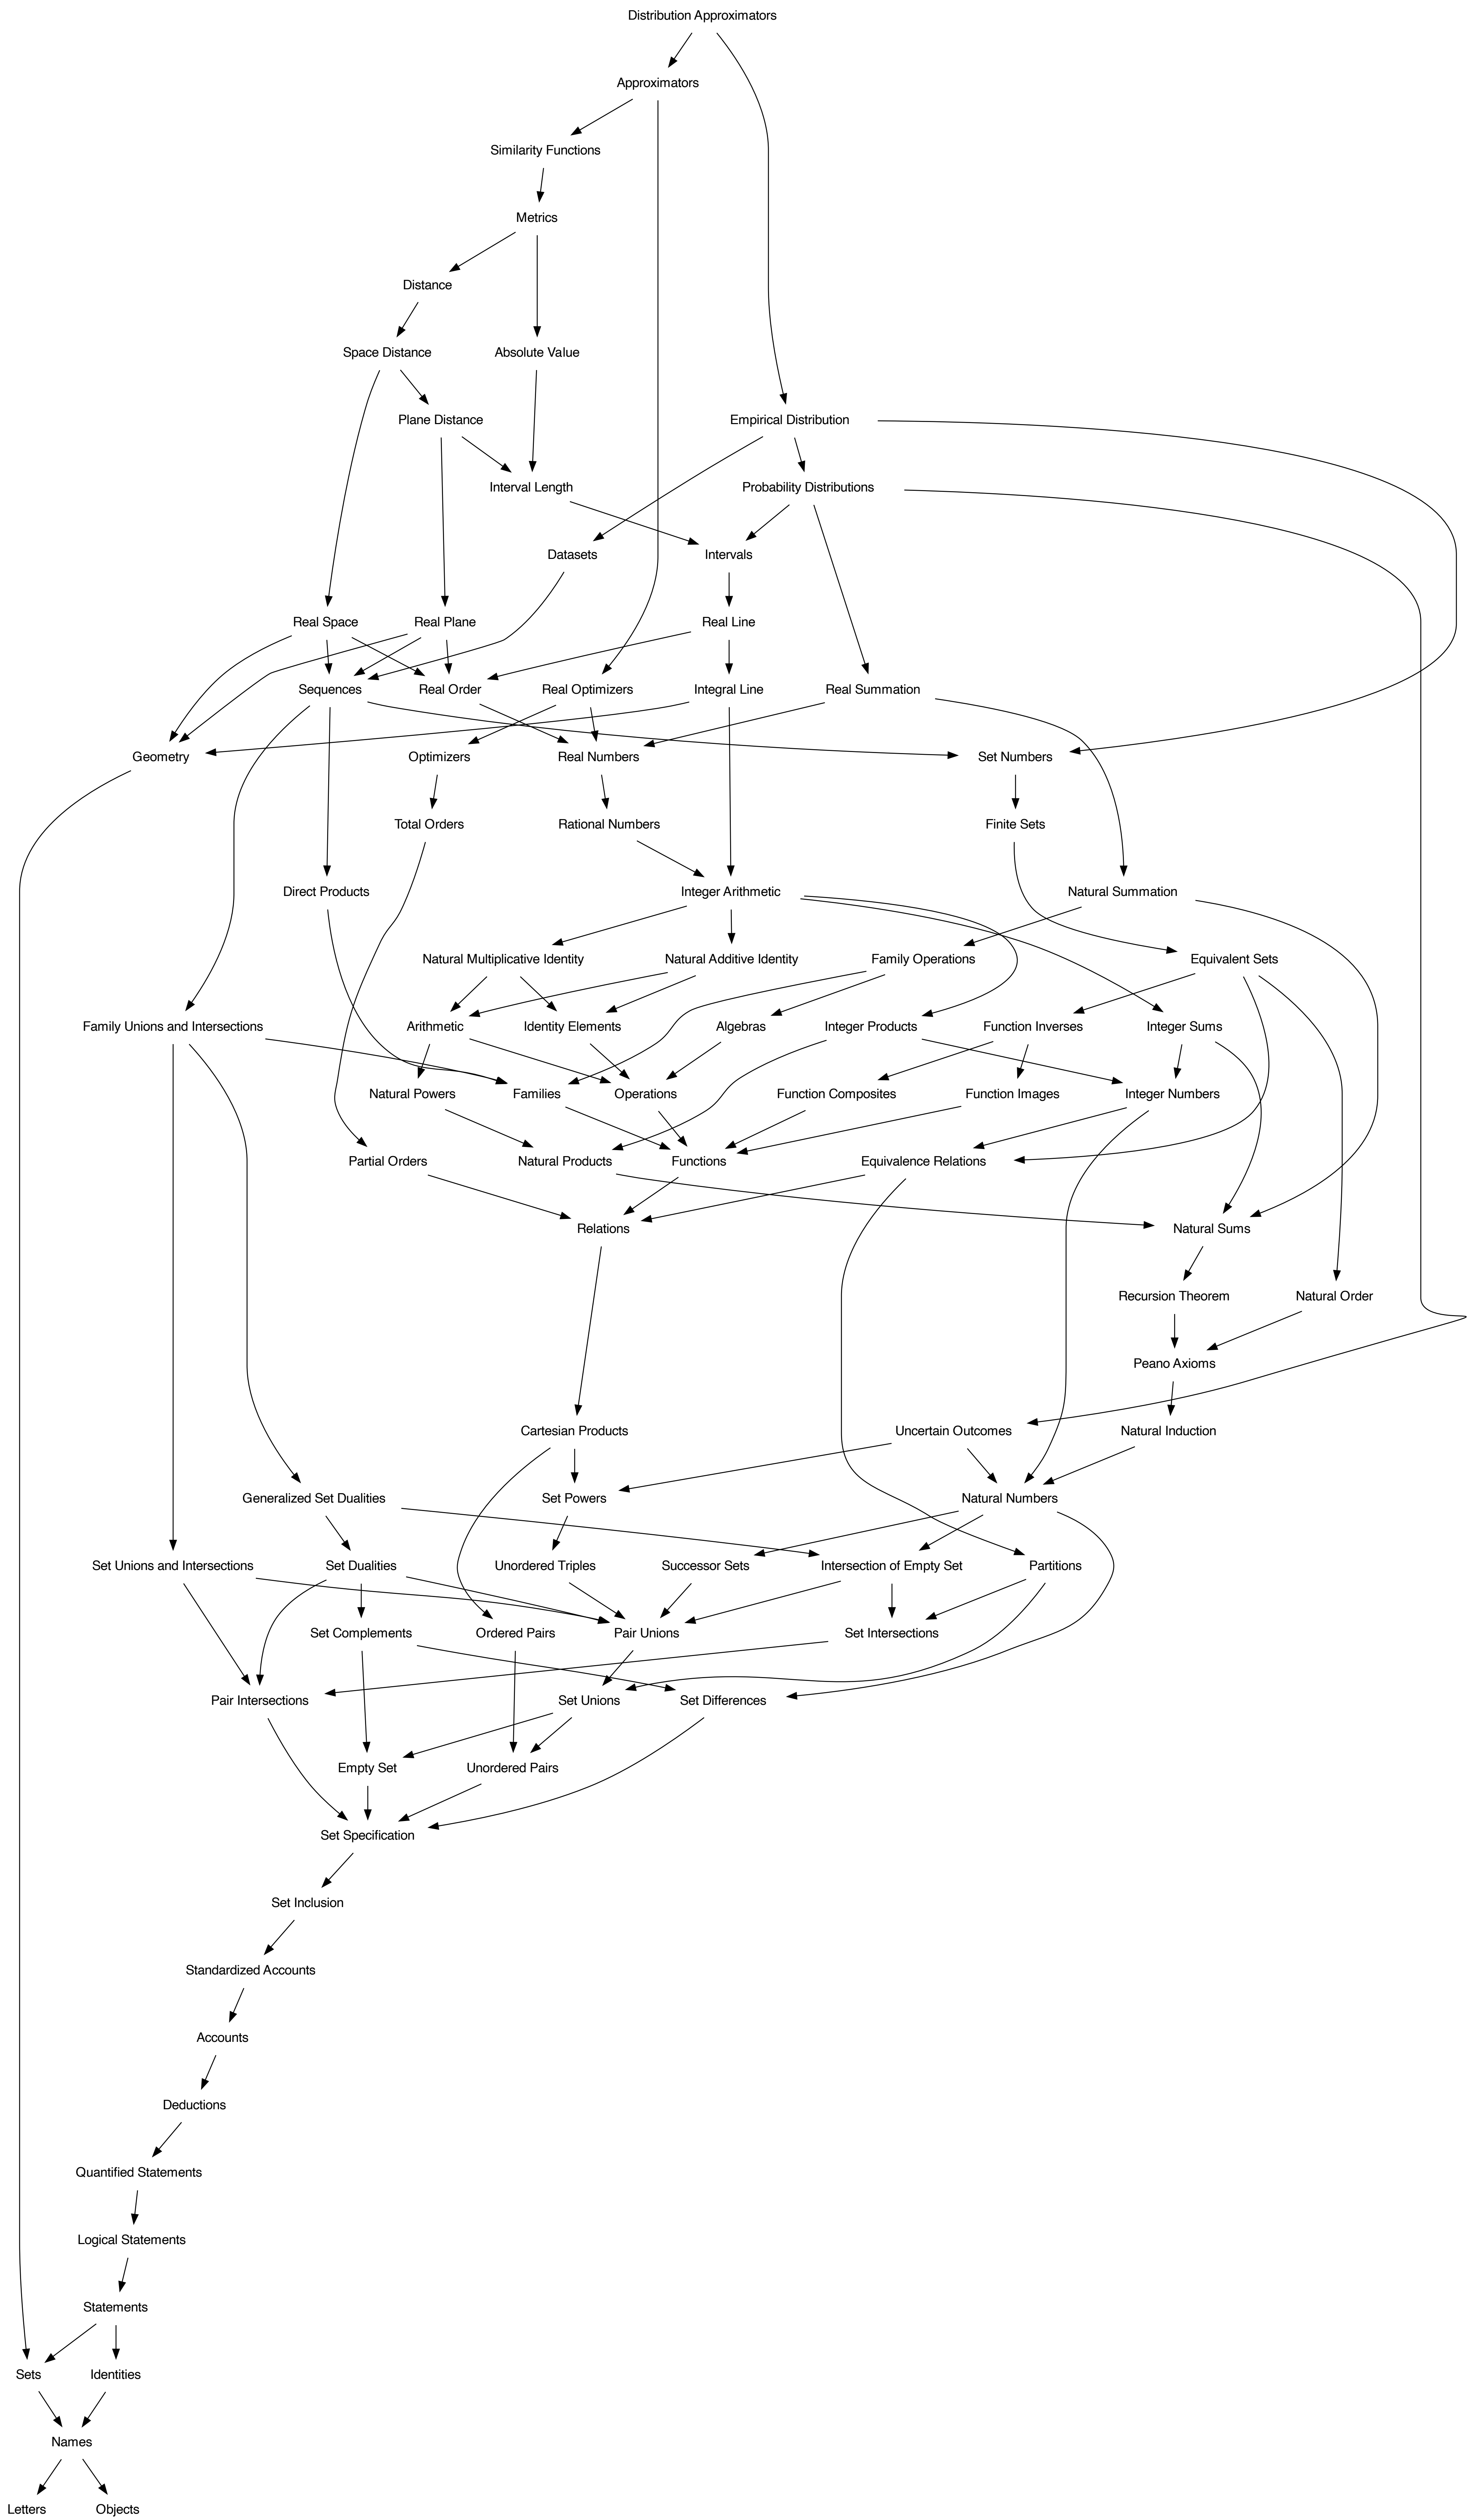 Distribution Approximators
Approximators
Similarity Functions
Metrics
Distance
Space Distance
Absolute Value
Plane Distance
Empirical Distribution
Interval Length
Probability Distributions
Datasets
Intervals
Real Space
Real Plane
Real Line
Sequences
Real Order
Real Optimizers
Integral Line
Real Summation
Geometry
Optimizers
Real Numbers
Set Numbers
Total Orders
Rational Numbers
Finite Sets
Direct Products
Integer Arithmetic
Natural Summation
Natural Multiplicative Identity
Natural Additive Identity
Family Operations
Equivalent Sets
Family Unions and Intersections
Arithmetic
Identity Elements
Algebras
Integer Products
Function Inverses
Integer Sums
Natural Powers
Families
Operations
Function Composites
Function Images
Integer Numbers
Partial Orders
Natural Products
Functions
Equivalence Relations
Relations
Natural Sums
Recursion Theorem
Natural Order
Peano Axioms
Cartesian Products
Uncertain Outcomes
Natural Induction
Generalized Set Dualities
Set Powers
Natural Numbers
Set Unions and Intersections
Set Dualities
Unordered Triples
Successor Sets
Intersection of Empty Set
Partitions
Set Complements
Ordered Pairs
Pair Unions
Set Intersections
Pair Intersections
Set Unions
Set Differences
Empty Set
Unordered Pairs
Set Specification
Set Inclusion
Standardized Accounts
Accounts
Deductions
Quantified Statements
Logical Statements
Statements
Sets
Identities
Names
Letters
Objects